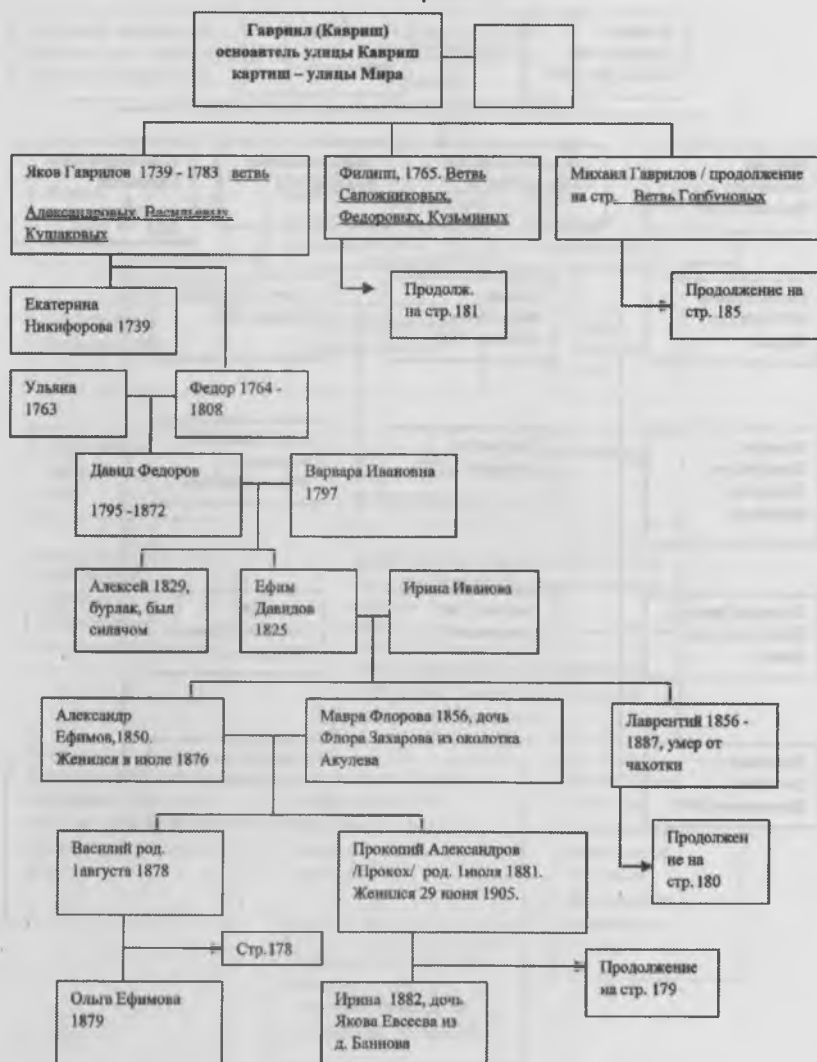 Гавриил (Кавриш)
основтель улицы Кавриш
картиш – улицы Мира
Яков Гаврилов 1739 - 1783 ветвь
Александровых, Васильевых,
Кушаковых
Филипп, 1765. Ветвь
Сапожниковых,
Федоровых, Кузьминых
Михаил Гаврилов / продолжение
на стр. Ветвь Горбуновых
Екатерина
Никифорова 1739
Продолж.
на стр. 181
Продолжение на
стр. 185
Ульяна
1763
Федор 1764 -
1808
Давид Федоров
1795 -1872
Варвара Ивановна
1797
Алексей 1829,
бурлак, был
силачом
Ефим
Давидов
1825
Ирина Иванова
Александр
Ефимов,1850.
Женился в июле 1876
Мавра Флорова 1856, дочь
Флора Захарова из околотка
Акулева
Лаврентий 1856 -
1887, умер от
чахотки
Василий род.
1августа 1878
Прокопий Александров
/Прокох/ род. 1июля 1881.
Женился 29 июня 1905.
Продолжен
ие на
стр. 180
Стр.178
Продолжение
на стр. 179
Ольга Ефимова
1879
Ирина 1882, дочь
Якова Евсеева из
д. Баннова